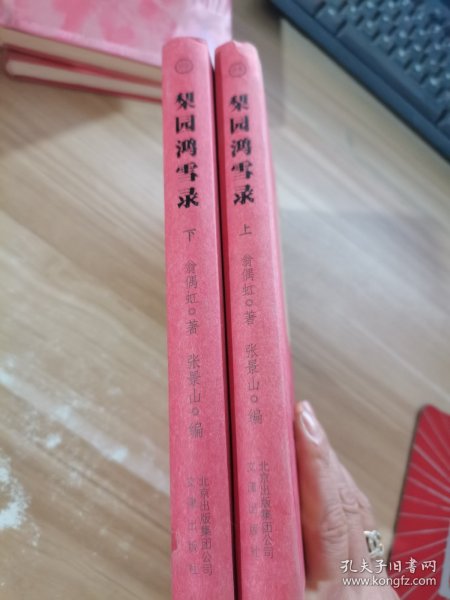 梨园鸿雪录
下
翁偶虹○著
张景山○编
北京出版集团公司
文津出版社
梨园鸿雪录
上
翁偶虹○著
张景山○编
北京出版集团公司
文津出版社
孔夫子旧书网
www.kongfz.com